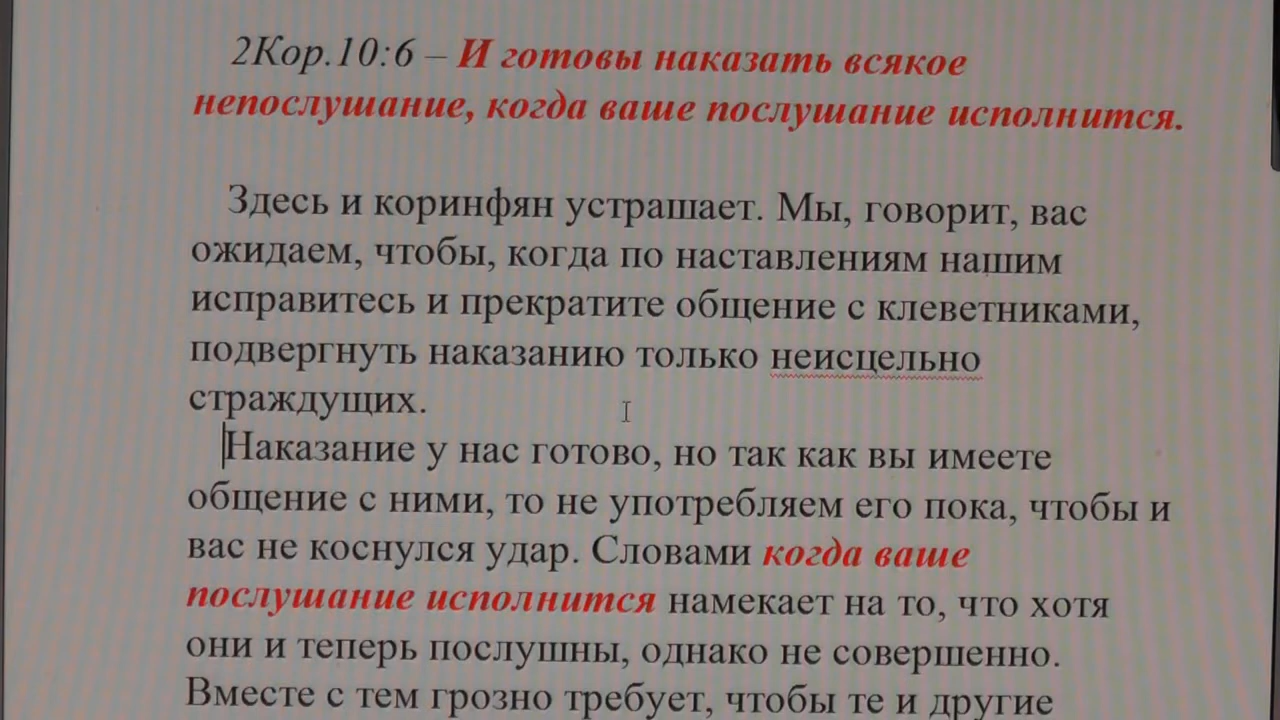 2Кор.10:6 – И готовы наказать всякое
непослушание, когда ваше послушание исполнится.
Здесь и коринфян устрашает. Мы, говорит, вас
ожидаем, чтобы, когда по наставлениям нашим
исправитесь и прекратите общение с клеветниками,
подвергнуть наказанию только неисцельно
страждущих.
Наказание у нас готово, но так как вы имеете
общение с ними, то не употребляем его пока, чтобы и
вас не коснулся удар. Словами когда ваше
послушание исполнится намекает на то, что хотя
они и теперь послушны, однако не совершенно.
Вместе с тем грозно требует, чтобы те и другие